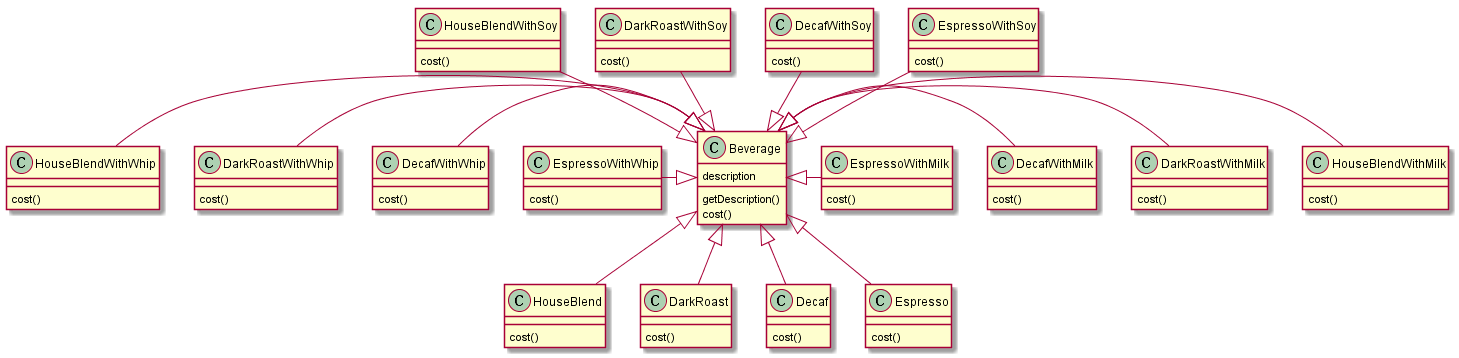 C HouseBlendWithSoy
cost()
C DarkRoastWithSoy
cost()
C DecafWithSoy
cost()
C EspressoWithSoy
cost()
C HouseBlendWithWhip
cost()
C DarkRoastWithWhip
cost()
C DecafWithWhip
cost()
C EspressoWithWhip
cost()
C Beverage
description
getDescription()
cost()
C EspressoWithMilk
cost()
C DecafWithMilk
cost()
C DarkRoastWithMilk
cost()
C HouseBlendWithMilk
cost()
C HouseBlend
cost()
C DarkRoast
cost()
C Decaf
cost()
C Espresso
cost()